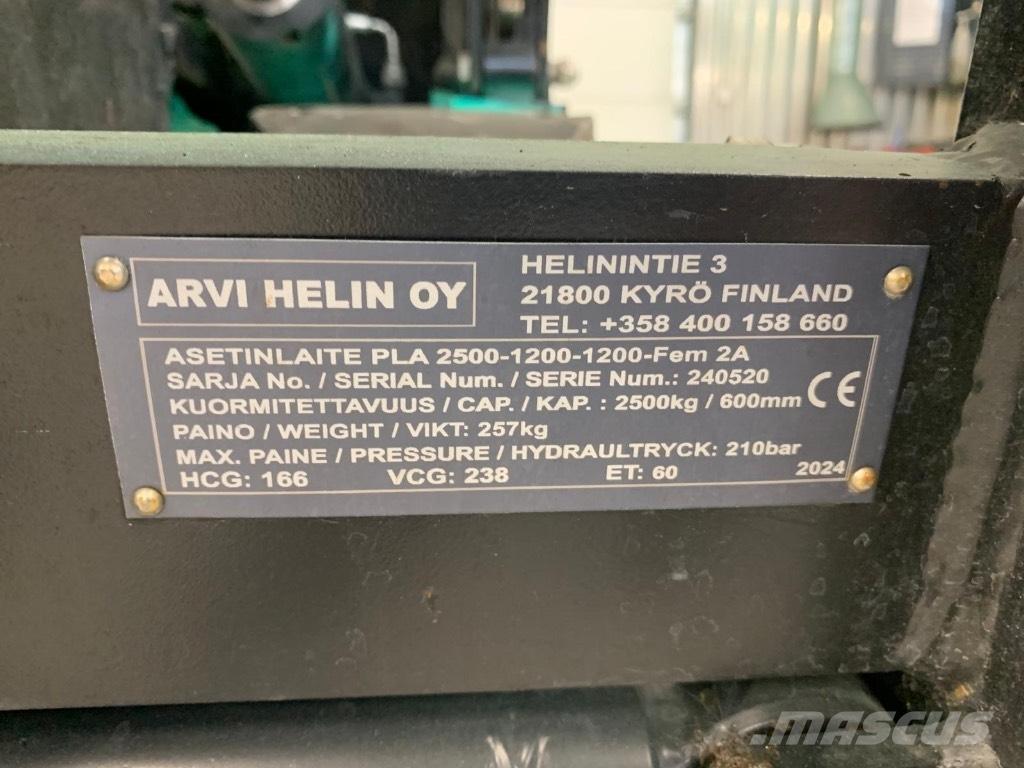 ARVI HELIN OY
HELININTIE 3
21800 KYRÖ FINLAND
TEL: +358 400 158 660
ASETINLAITE PLA 2500-1200-1200-Fem 2A
SARJA No. / SERIAL Num. / SERIE Num.: 240520
KUORMITETTAVUUS / CAP. / KAP. : 2500kg / 600mm CE
PAINO / WEIGHT / VIKT: 257kg
MAX. PAINE / PRESSURE / HYDRAULTRYCK: 210bar
HCG: 166 VCG: 238 ET: 60 2024
MASCUS